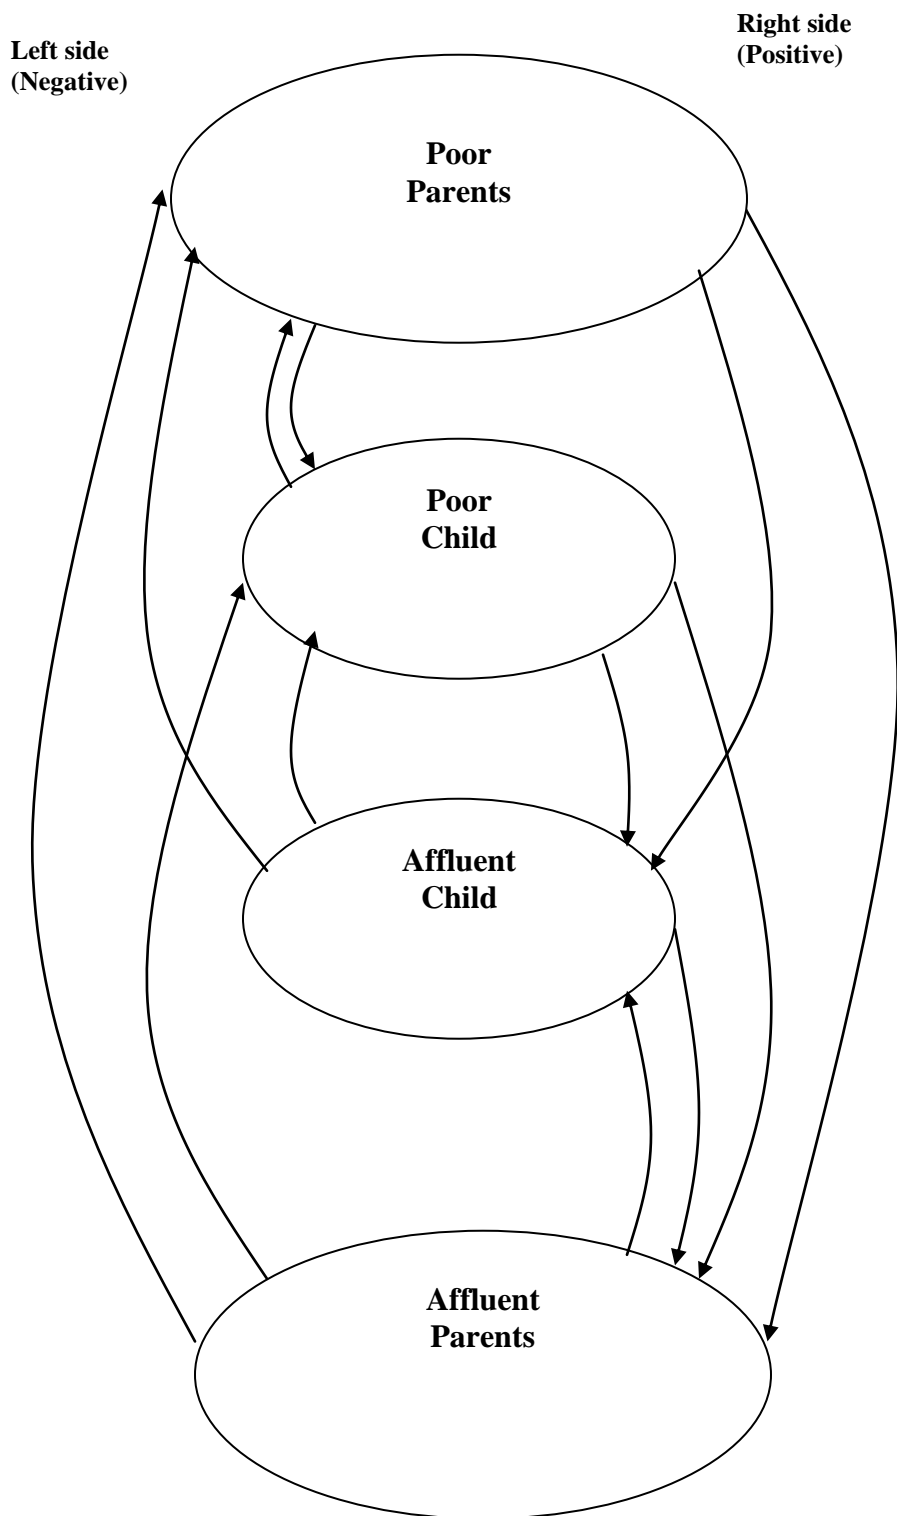 Left side
(Negative)
Right side
(Positive)
Poor
Parents
Poor
Child
Affluent
Child
Affluent
Parents